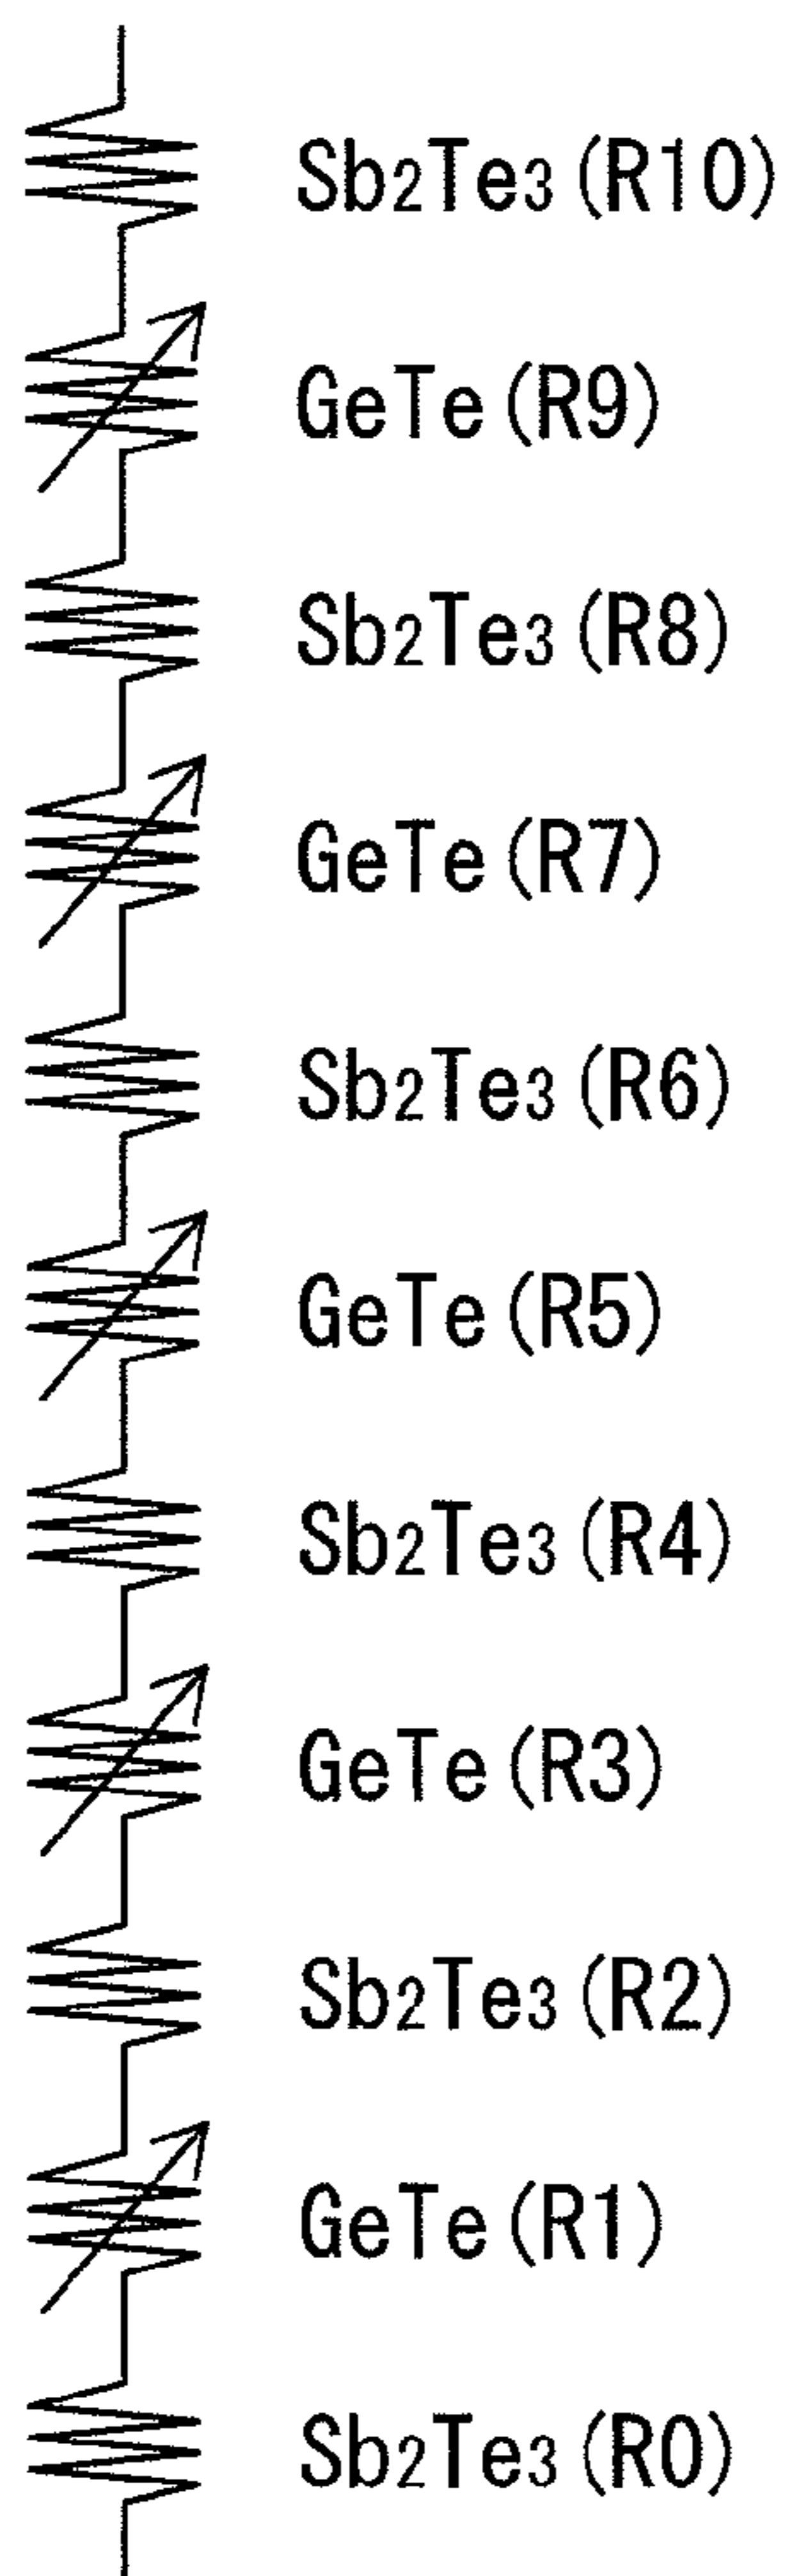 Sb2Te3 (R10)
GeTe (R9)
Sb2Te3 (R8)
GeTe (R7)
Sb2Te3 (R6)
GeTe (R5)
Sb2Te3 (R4)
GeTe (R3)
Sb2Te3 (R2)
GeTe (R1)
Sb2Te3 (R0)